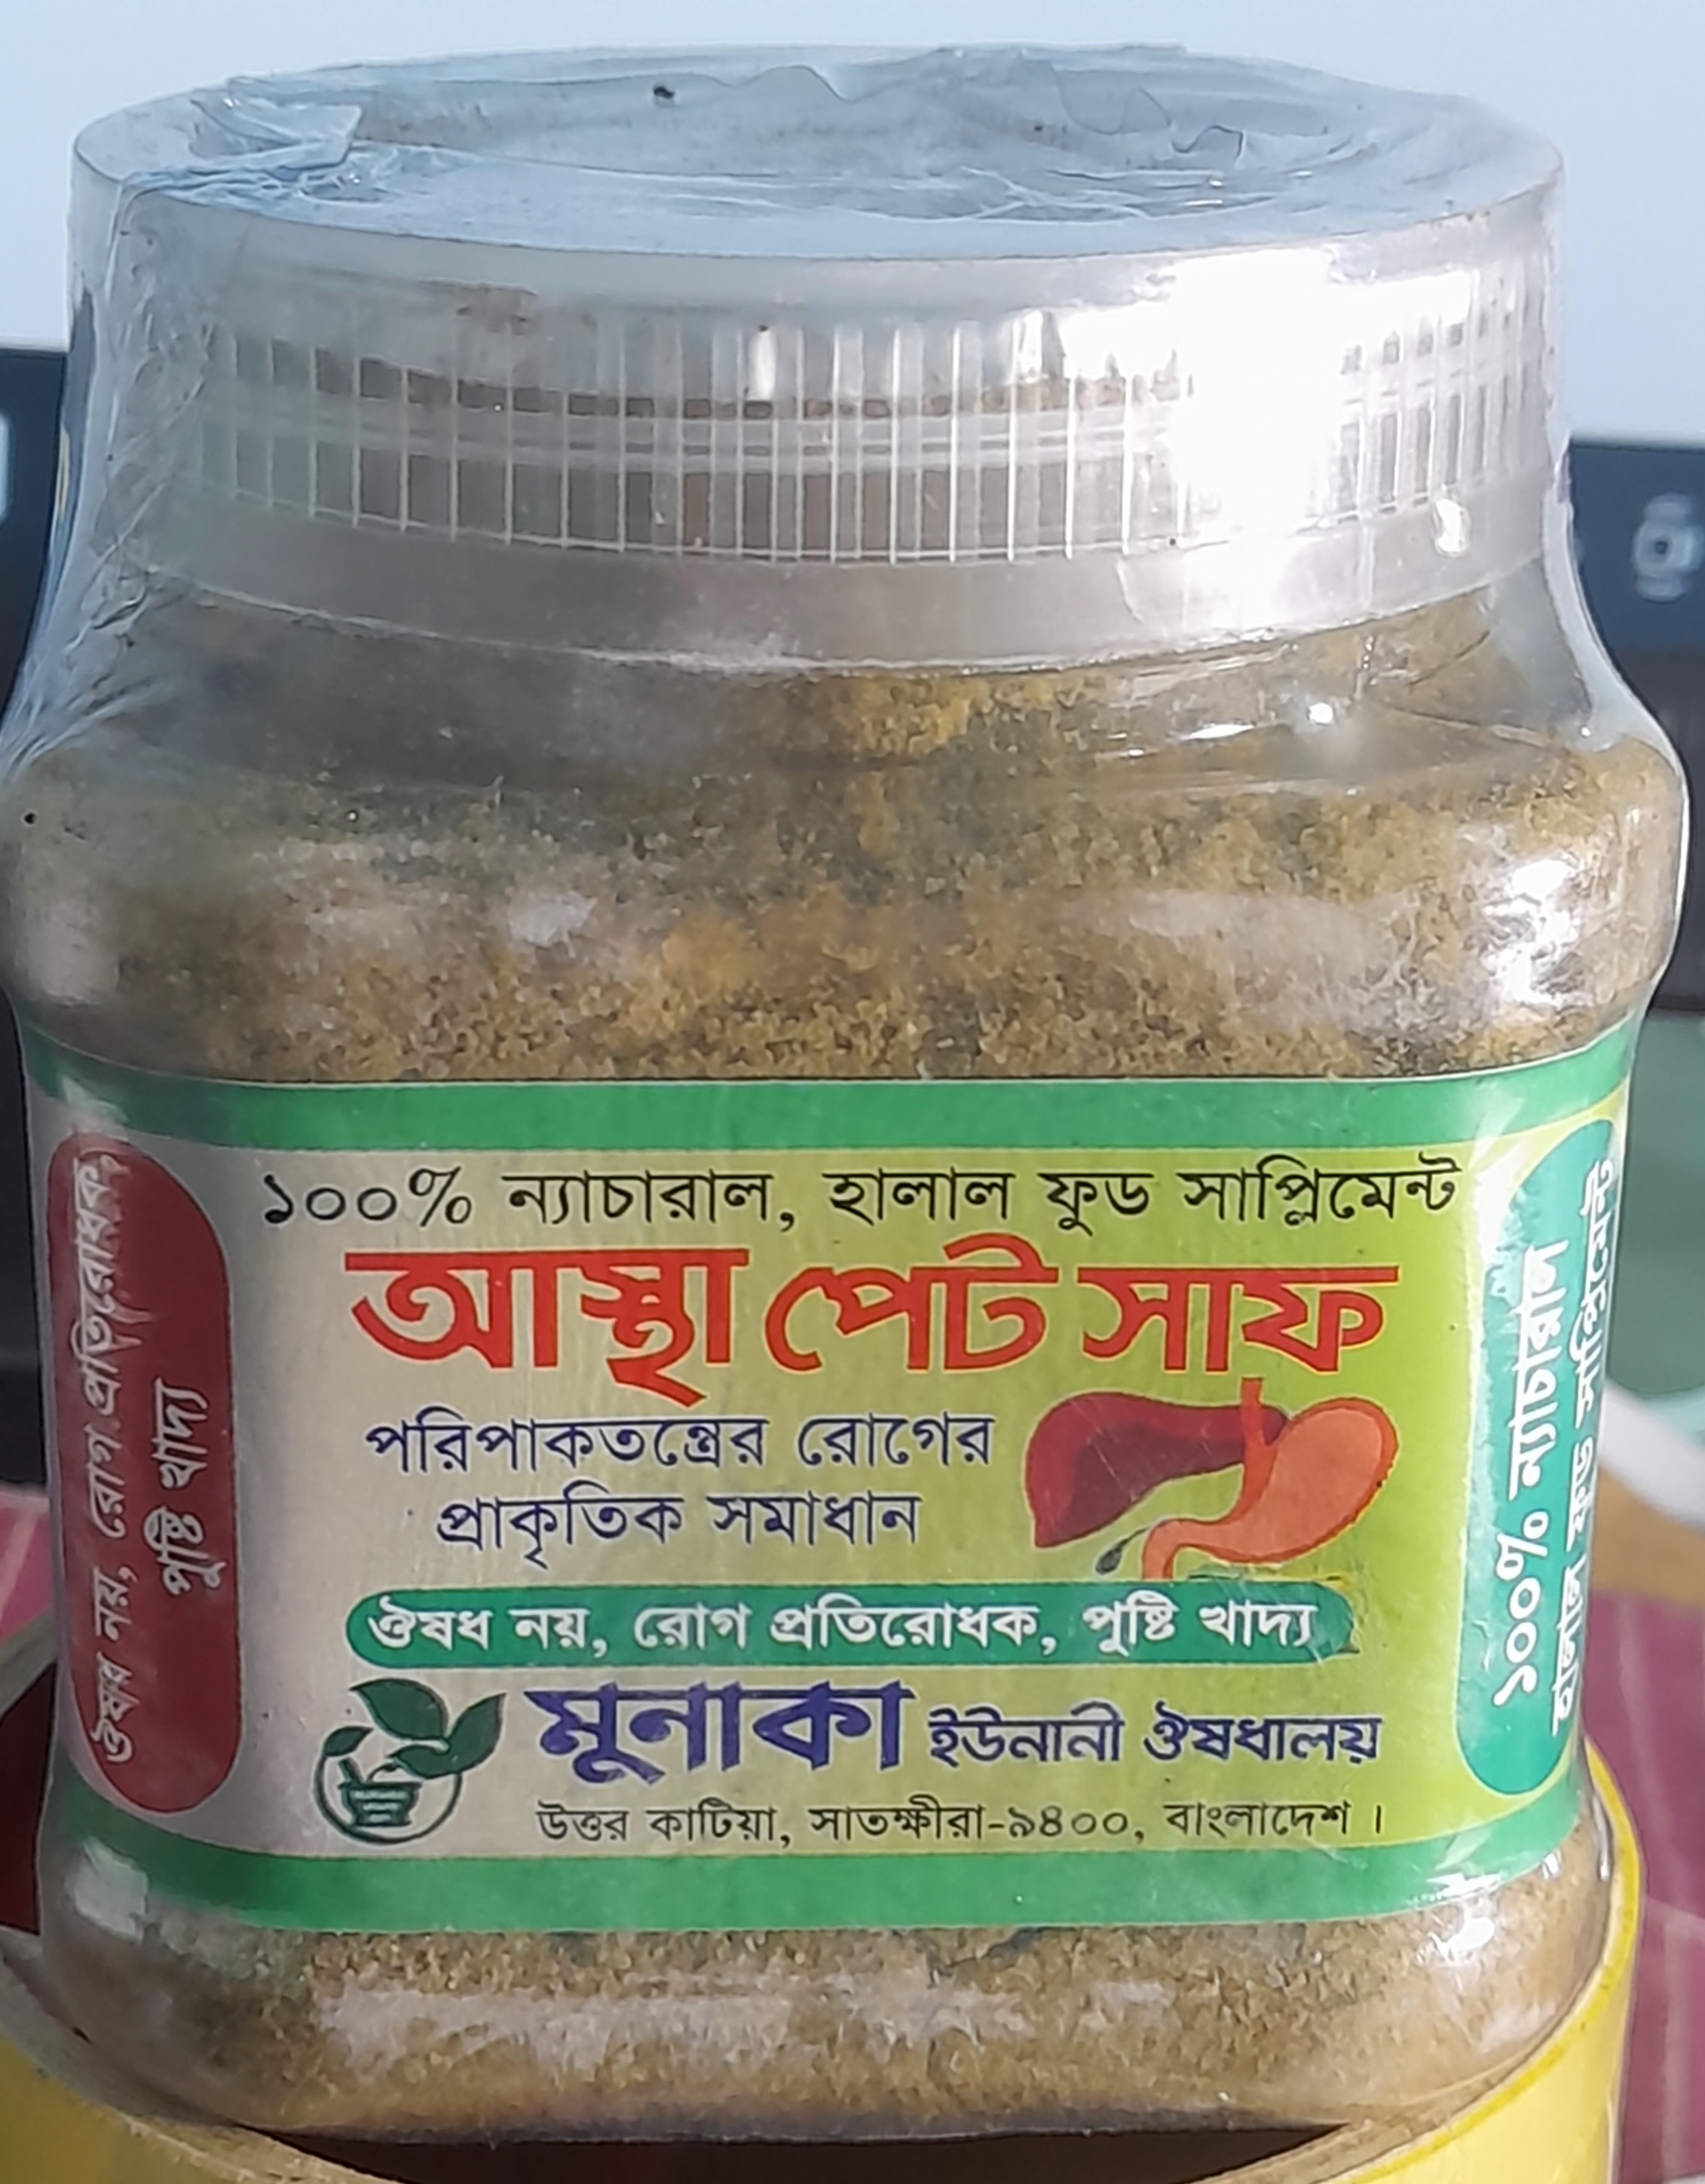 ১০০% ন্যাচারাল, হালাল ফুড সাপ্লিমেন্ট
আস্থা পেট সাফ
পরিপাকতন্ত্রের রোগের
প্রাকৃতিক সমাধান
ঔষধ নয়, রোগ প্রতিরোধক, পুষ্টি খাদ্য
মুনাকা ইউনানী ঔষধালয়
উত্তর কাটিয়া, সাতক্ষীরা-৯৪০০, বাংলাদেশ ।
ঔষধ নয়, রোগ প্রতিরোধক,
পুষ্টি খাদ্য
১০০% ন্যাচারাল
হালাল ফুড সাপ্লিমেন্ট